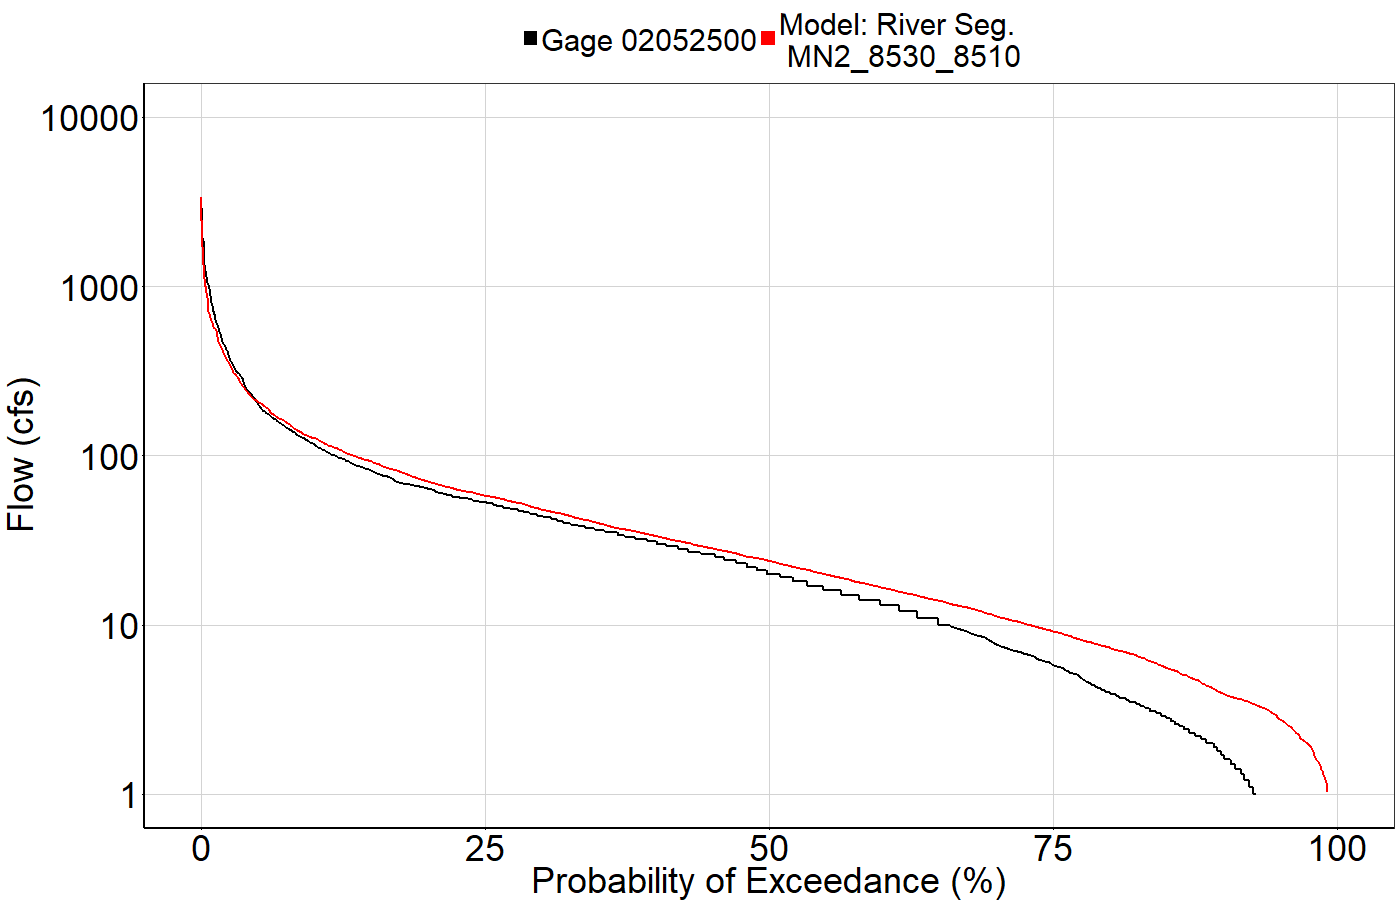 Gage 02052500
Model: River Seg.
MN2_8530_8510
10000
1000
100
10
1
Flow (cfs)
0 25 50 75 100
Probability of Exceedance (%)